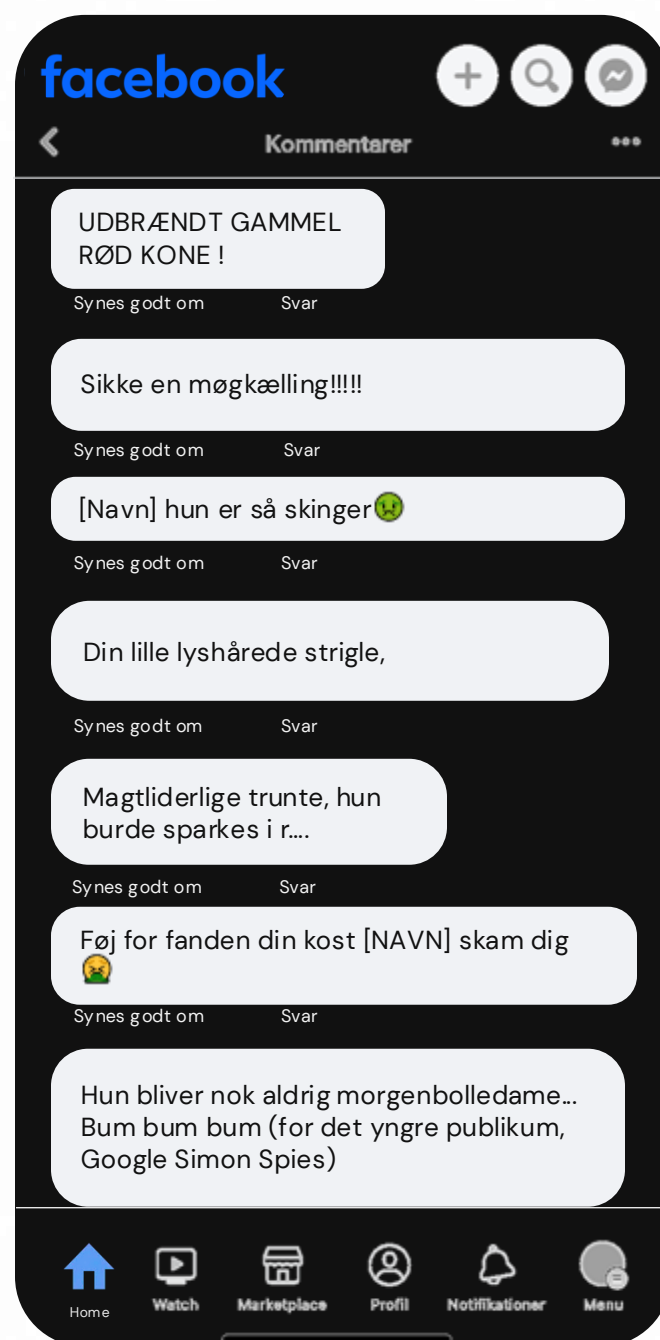 facebook
Kommentarer
UDBRÆNDT GAMMEL
RØD KONE !
Synes godt om Svar
Sikke en møgkælling!!!!!
Synes godt om Svar
[Navn] hun er så skinger🤢
Synes godt om Svar
Din lille lyshårede strigle,
Synes godt om Svar
Magtliderlige trunte, hun
burde sparkes i r....
Synes godt om Svar
Føj for fanden din kost [NAVN] skam dig
🤮
Synes godt om Svar
Hun bliver nok aldrig morgenbolledame...
Bum bum bum (for det yngre publikum,
Google Simon Spies)
Home Watch Marketplace Profil Notifikationer Menu